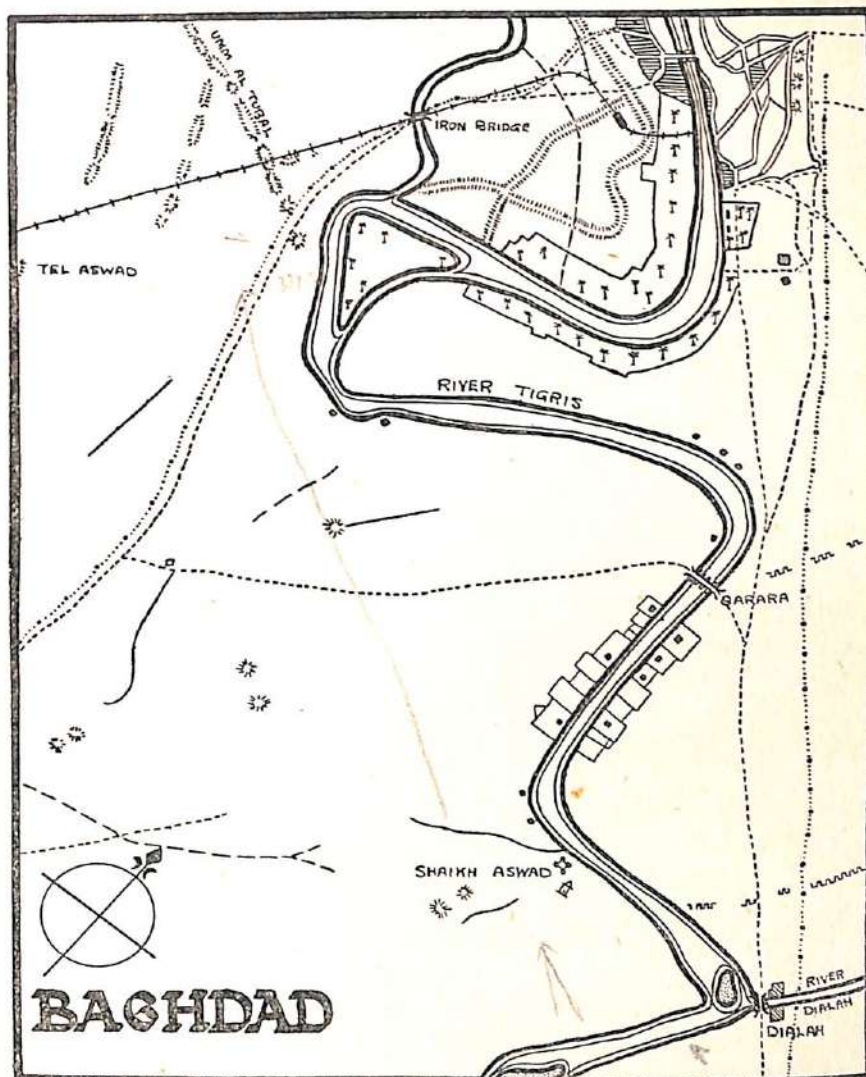 UMM AL TUBAL
IRON BRIDGE
TEL ASWAD
RIVER TIGRIS
QARARA
SHAIKH ASWAD
RIVER
DIALAH
DIALAH
BAGHDAD